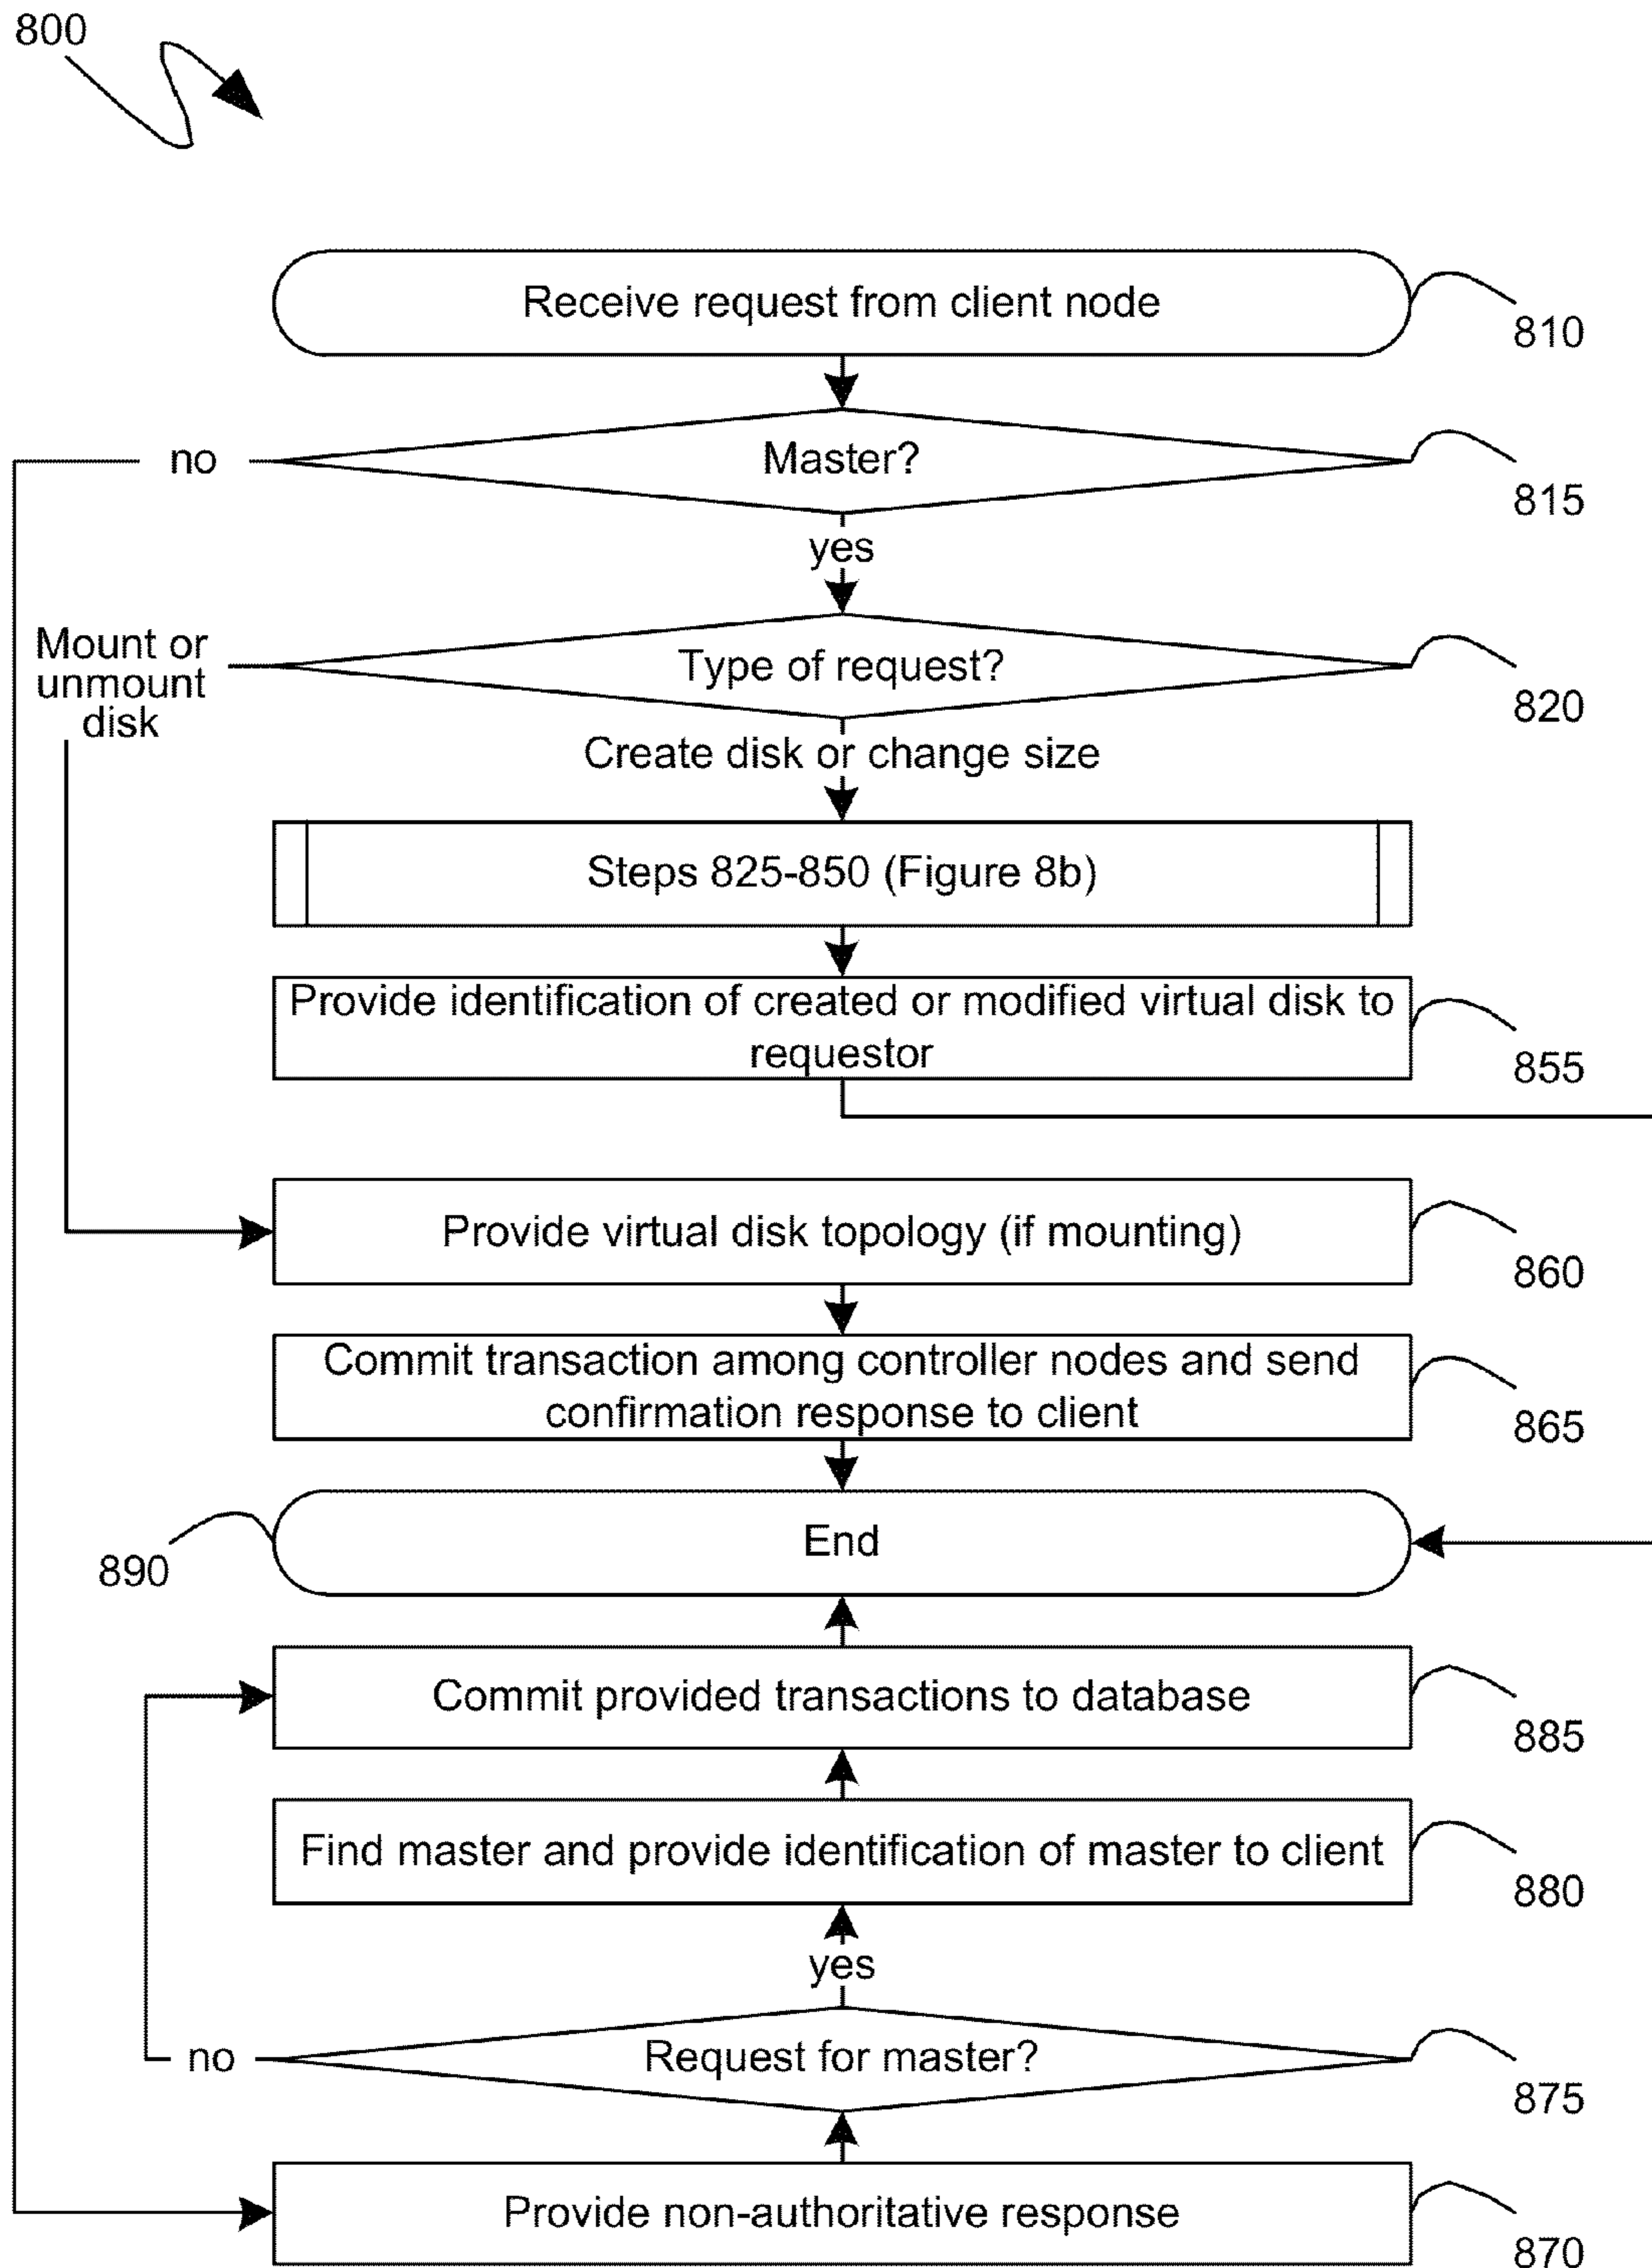 800
Receive request from client node
810
Master?
no
815
yes
Mount or
unmount
disk
Type of request?
820
Create disk or change size
Steps 825-850 (Figure 8b)
Provide identification of created or modified virtual disk to
requestor
855
Provide virtual disk topology (if mounting)
860
Commit transaction among controller nodes and send
confirmation response to client
865
End
890
Commit provided transactions to database
885
Find master and provide identification of master to client
880
yes
Request for master?
no
875
Provide non-authoritative response
870